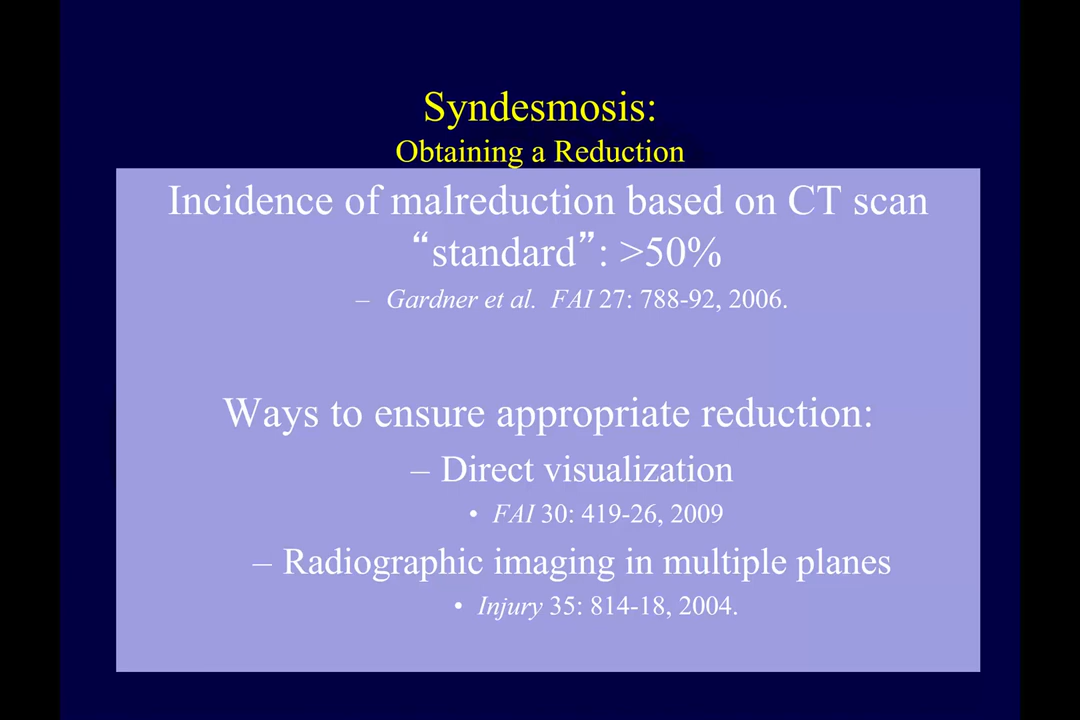 Syndesmosis:
Obtaining a Reduction
Incidence of malreduction based on CT scan
“standard”: >50%
– Gardner et al. FAI 27: 788-92, 2006.
Ways to ensure appropriate reduction:
– Direct visualization
• FAI 30: 419-26, 2009
– Radiographic imaging in multiple planes
• Injury 35: 814-18, 2004.